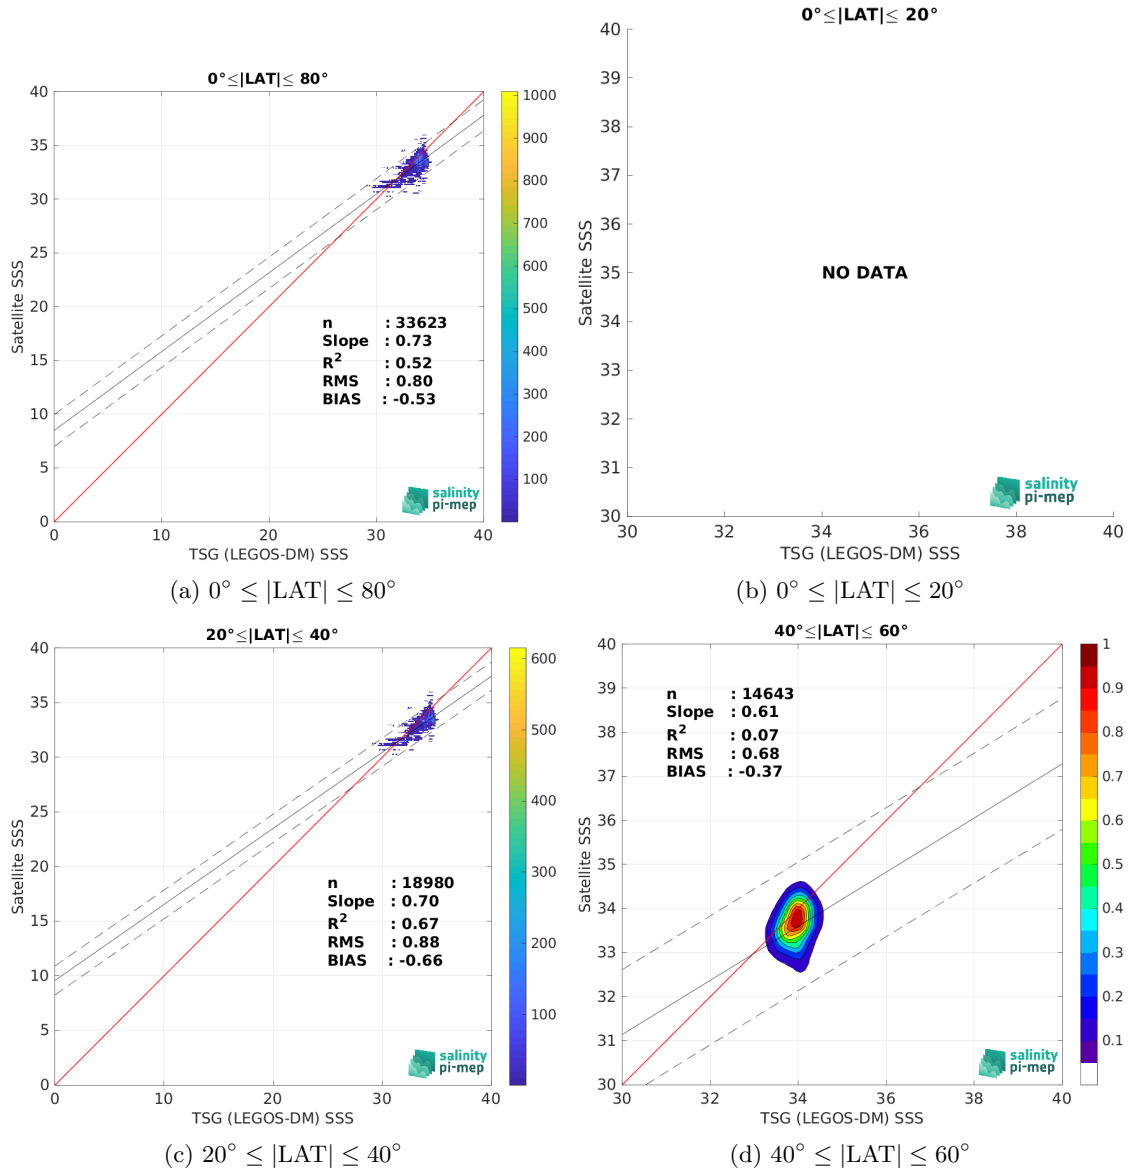 0°≤|LAT|≤ 80°
40
35
30
25
20
15
10
5
0
0
10
20
30
40
Satellite SSS
TSG (LEGOS-DM) SSS
n : 33623
Slope : 0.73
R² : 0.52
RMS : 0.80
BIAS : -0.53
1000
900
800
700
600
500
400
300
200
100
salinity
pi-mep
(a) 0° ≤ |LAT| ≤ 80°
0°≤|LAT|≤ 20°
40
39
38
37
36
35
34
33
32
31
30
30
32
34
36
38
40
Satellite SSS
TSG (LEGOS-DM) SSS
NO DATA
salinity
pi-mep
(b) 0° ≤ |LAT| ≤ 20°
20°≤|LAT|≤ 40°
40
35
30
25
20
15
10
5
0
0
10
20
30
40
Satellite SSS
TSG (LEGOS-DM) SSS
n : 18980
Slope : 0.70
R² : 0.67
RMS : 0.88
BIAS : -0.66
600
500
400
300
200
100
salinity
pi-mep
(c) 20° ≤ |LAT| ≤ 40°
40°≤|LAT|≤ 60°
40
39
38
37
36
35
34
33
32
31
30
30
32
34
36
38
40
Satellite SSS
TSG (LEGOS-DM) SSS
n : 14643
Slope : 0.61
R² : 0.07
RMS : 0.68
BIAS : -0.37
1
0.9
0.8
0.7
0.6
0.5
0.4
0.3
0.2
0.1
salinity
pi-mep
(d) 40° ≤ |LAT| ≤ 60°